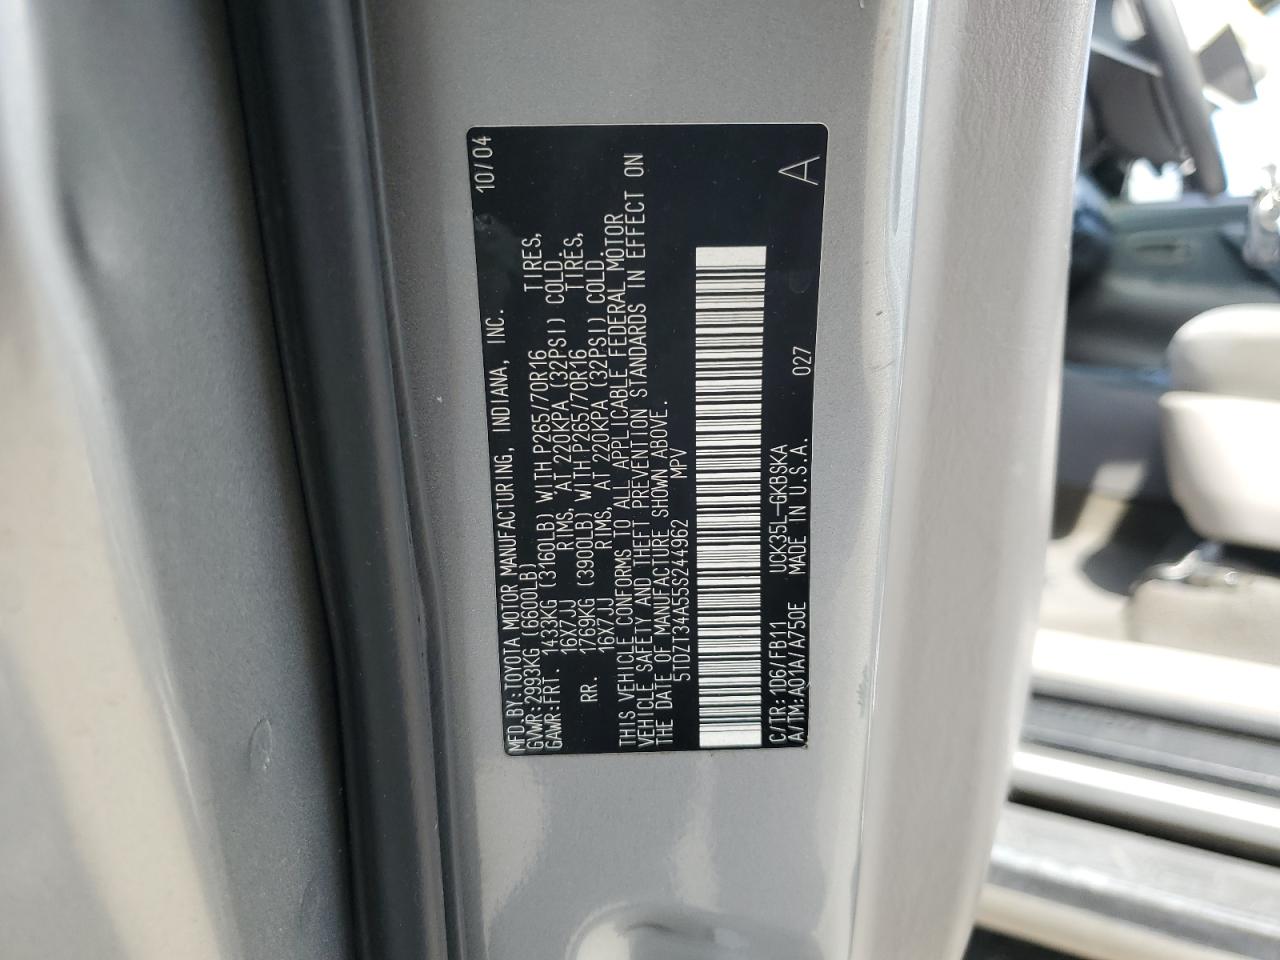 MFD. BY: TOYOTA MOTOR MANUFACTURING, INDIANA, INC. 10/04
GVWR: 2993KG (6600LB)
GAWR: FRT. 1433KG (3160LB) WITH P265/70R16 TIRES,
16X7JJ RIMS, AT 220KPA (32PSI) COLD.
RR. 1769KG (3900LB) WITH P265/70R16 TIRES,
16X7JJ RIMS, AT 220KPA (32PSI) COLD.
THIS VEHICLE CONFORMS TO ALL APPLICABLE FEDERAL MOTOR
VEHICLE SAFETY AND THEFT PREVENTION STANDARDS IN EFFECT ON
THE DATE OF MANUFACTURE SHOWN ABOVE.
5TDZT34A55S244962 MPV
C/TR: 1D6/FB11 UCK35L-GKBSKA 027
A/TM: A01A/A750E MADE IN U.S.A. A